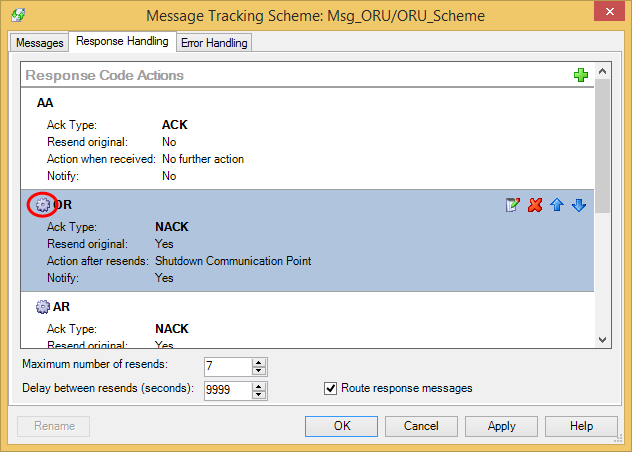 Message Tracking Scheme: Msg_ORU/ORU_Scheme
Messages Response Handling Error Handling
Response Code Actions
AA
Ack Type: ACK
Resend original: No
Action when received: No further action
Notify: No
OR
Ack Type: NACK
Resend original: Yes
Action after resends: Shutdown Communication Point
Notify: Yes
AR
Ack Type: NACK
Resend original: Yes
Maximum number of resends: 7
Delay between resends (seconds): 9999
Route response messages
Rename OK Cancel Apply Help